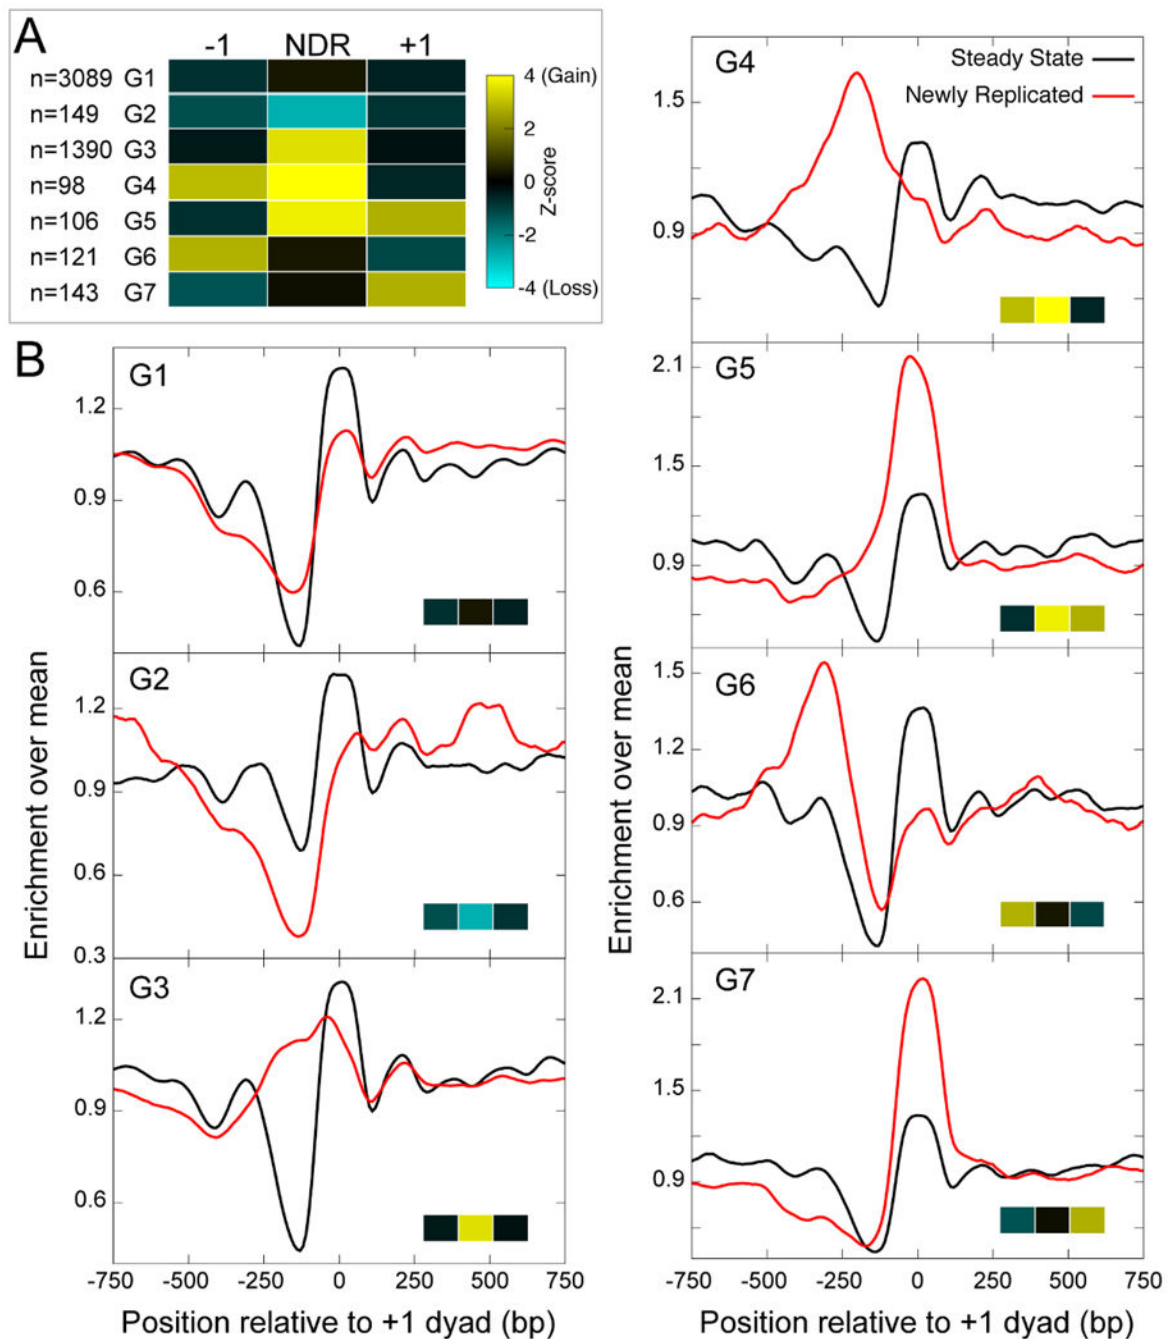 A
-1 NDR +1
n=3089 G1
n=149 G2
n=1390 G3
n=98 G4
n=106 G5
n=121 G6
n=143 G7
4 (Gain)
2
0
-2
-4 (Loss)
Z-score
B
G1
1.2
0.9
0.6
G2
1.2
0.9
0.6
0.3
G3
1.2
0.9
0.6
-750 -500 -250 0 250 500 750
Position relative to +1 dyad (bp)
Enrichment over mean
G4
Steady State
Newly Replicated
1.5
0.9
G5
2.1
1.5
0.9
G6
1.5
1.2
0.9
0.6
G7
2.1
1.5
0.9
-750 -500 -250 0 250 500 750
Position relative to +1 dyad (bp)
Enrichment over mean